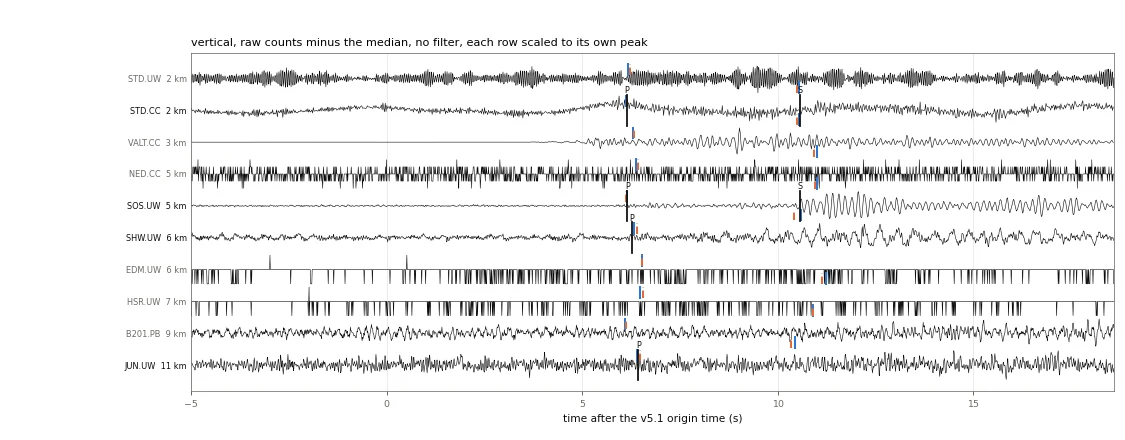 vertical, raw counts minus the median, no filter, each row scaled to its own peak
STD.UW 2 km
P
S
STD.CC 2 km
VALT.CC 3 km
NED.CC 5 km
P
S
SOS.UW 5 km
P
SHW.UW 6 km
EDM.UW 6 km
HSR.UW 7 km
B201.PB 9 km
P
JUN.UW 11 km
−5 0 5 10 15
time after the v5.1 origin time (s)